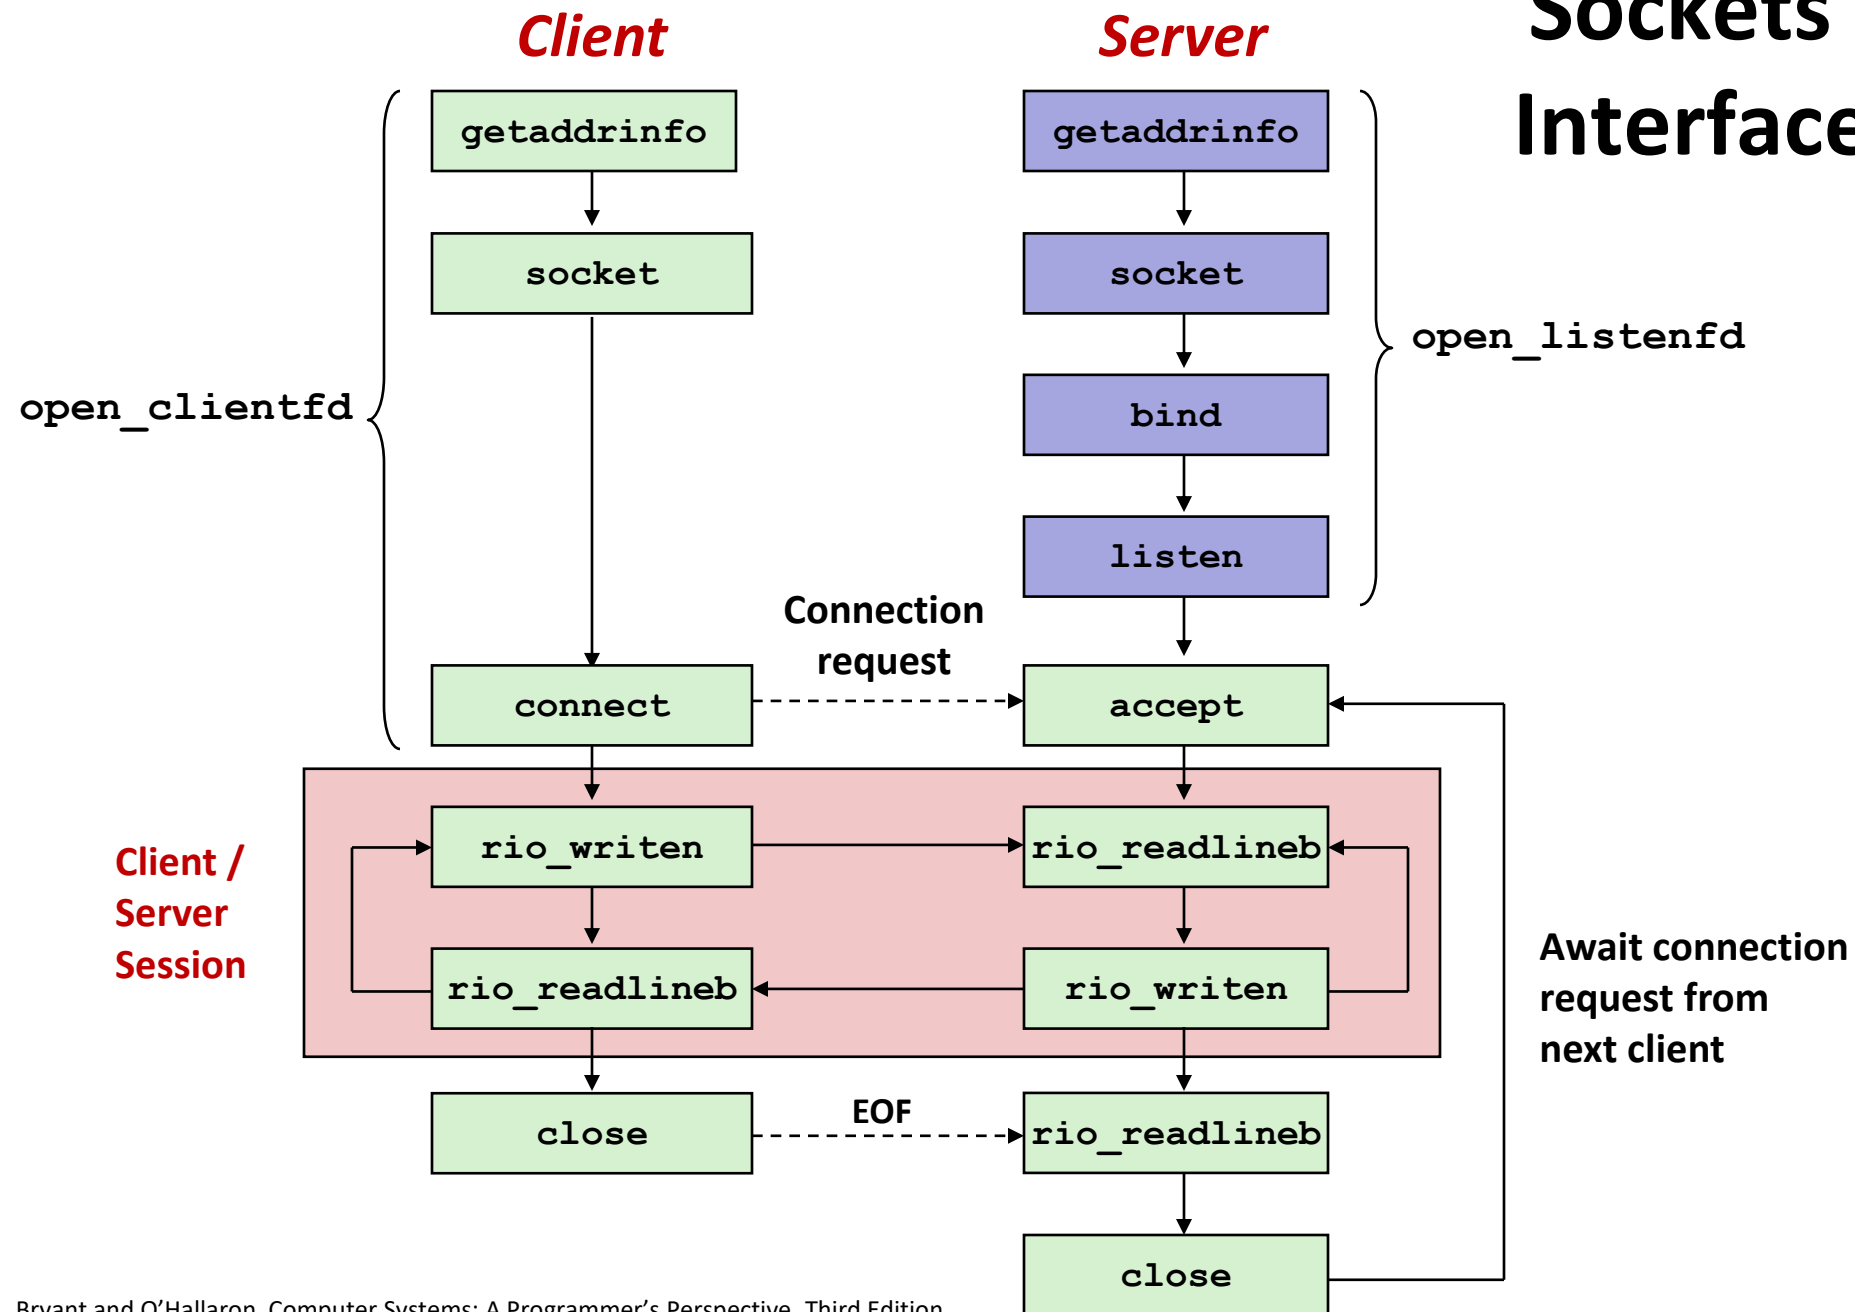 Client
Server
Sockets
Interface
getaddrinfo
getaddrinfo
socket
socket
open_listenfd
open_clientfd
bind
listen
Connection
request
connect
accept
Client /
Server
Session
rio_writen
rio_readlineb
rio_readlineb
rio_writen
Await connection
request from
next client
close
EOF
rio_readlineb
close
Bryant and O'Hallaron, Computer Systems: A Programmer's Perspective, Third Edition